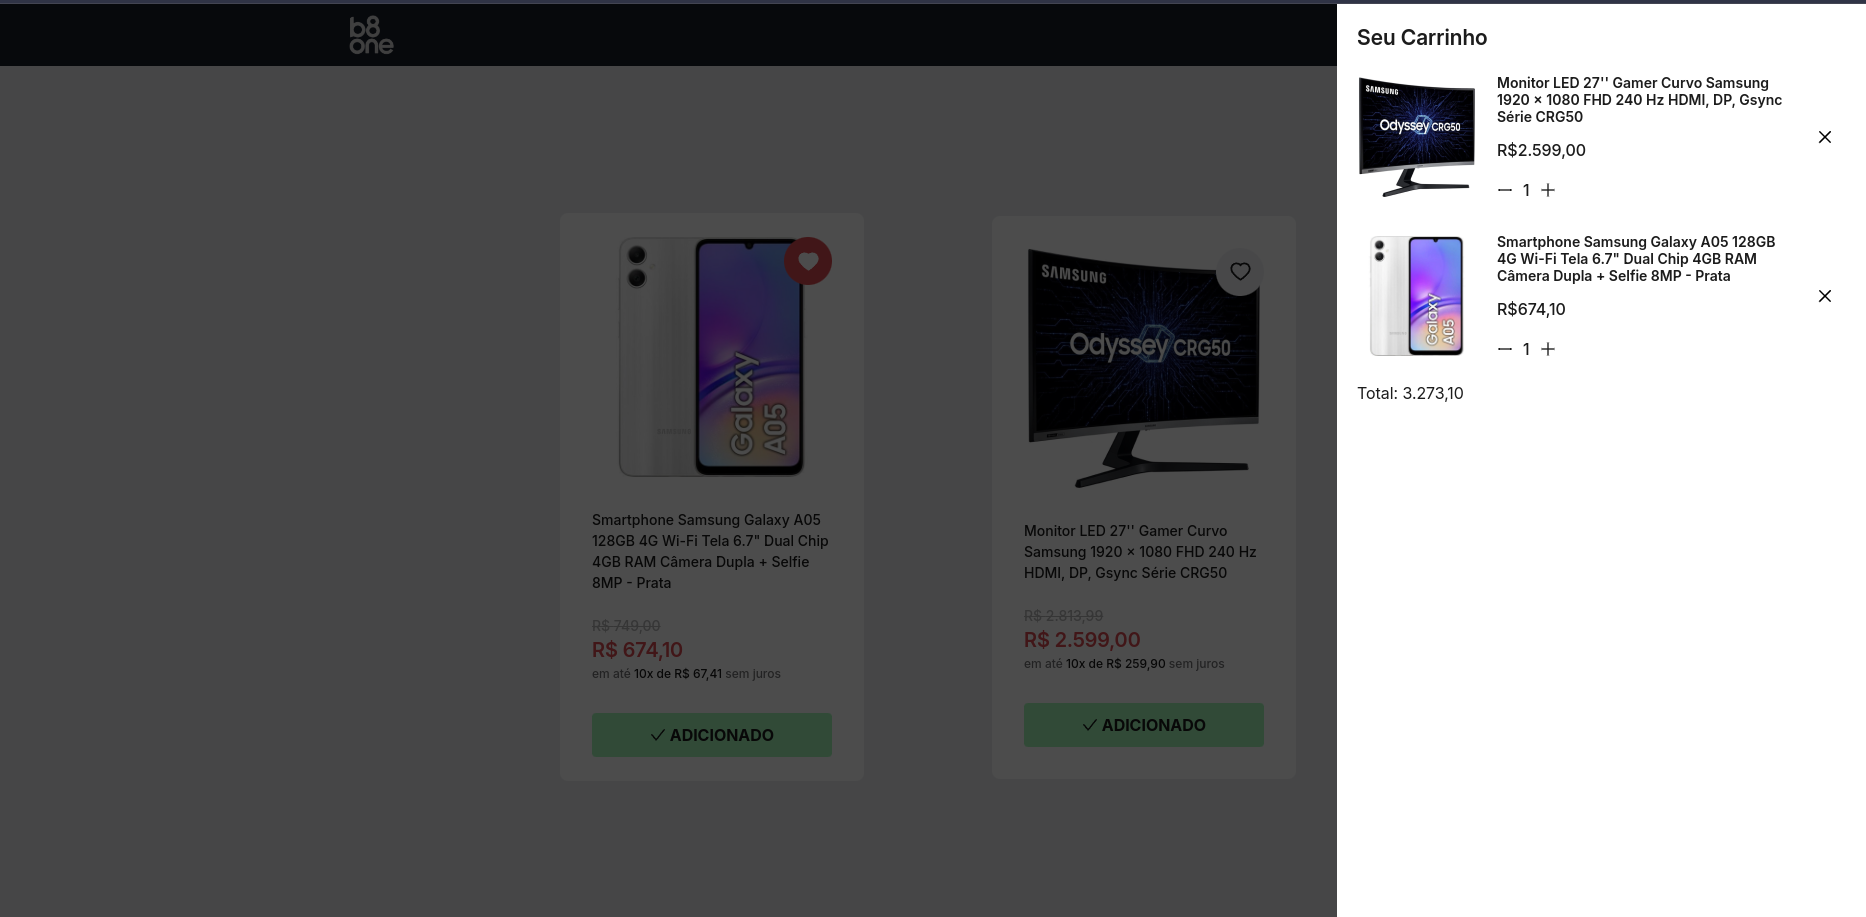 b8
one
Seu Carrinho
SAMSUNG
Odyssey CRG50
Monitor LED 27'' Gamer Curvo Samsung
1920 x 1080 FHD 240 Hz HDMI, DP, Gsync
Série CRG50
R$2.599,00
1
Galaxy
A05
Smartphone Samsung Galaxy A05 128GB
4G Wi-Fi Tela 6.7" Dual Chip 4GB RAM
Câmera Dupla + Selfie 8MP - Prata
R$674,10
1
Total: 3.273,10
SAMSUNG
Galaxy
A05
Smartphone Samsung Galaxy A05
128GB 4G Wi-Fi Tela 6.7" Dual Chip
4GB RAM Câmera Dupla + Selfie
8MP - Prata
R$ 749,00
R$ 674,10
em até 10x de R$ 67,41 sem juros
ADICIONADO
SAMSUNG
Odyssey CRG50
Monitor LED 27'' Gamer Curvo
Samsung 1920 x 1080 FHD 240 Hz
HDMI, DP, Gsync Série CRG50
R$ 2.813,99
R$ 2.599,00
em até 10x de R$ 259,90 sem juros
ADICIONADO